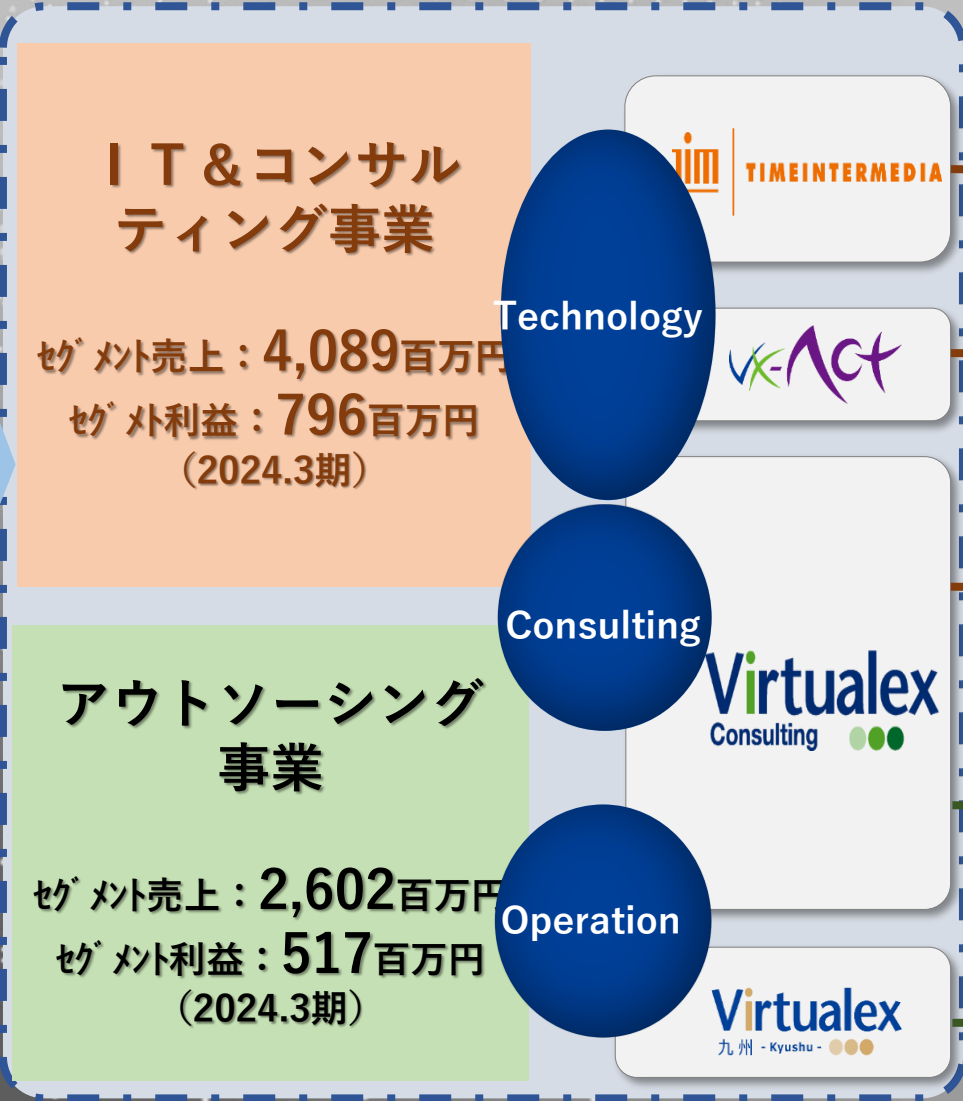 ＩＴ＆コンサル
ティング事業
ｾｸﾞﾒﾝﾄ売上：4,089百万円
ｾｸﾞﾒﾄ利益：796百万円
（2024.3期）
アウトソーシング
事業
ｾｸﾞﾒﾝﾄ売上：2,602百万円
ｾｸﾞﾒﾝﾄ利益：517百万円
（2024.3期）
Technology
Consulting
Operation
TIMEINTERMEDIA
vx-Act
Virtualex
Consulting
Virtualex
九州 - Kyushu -